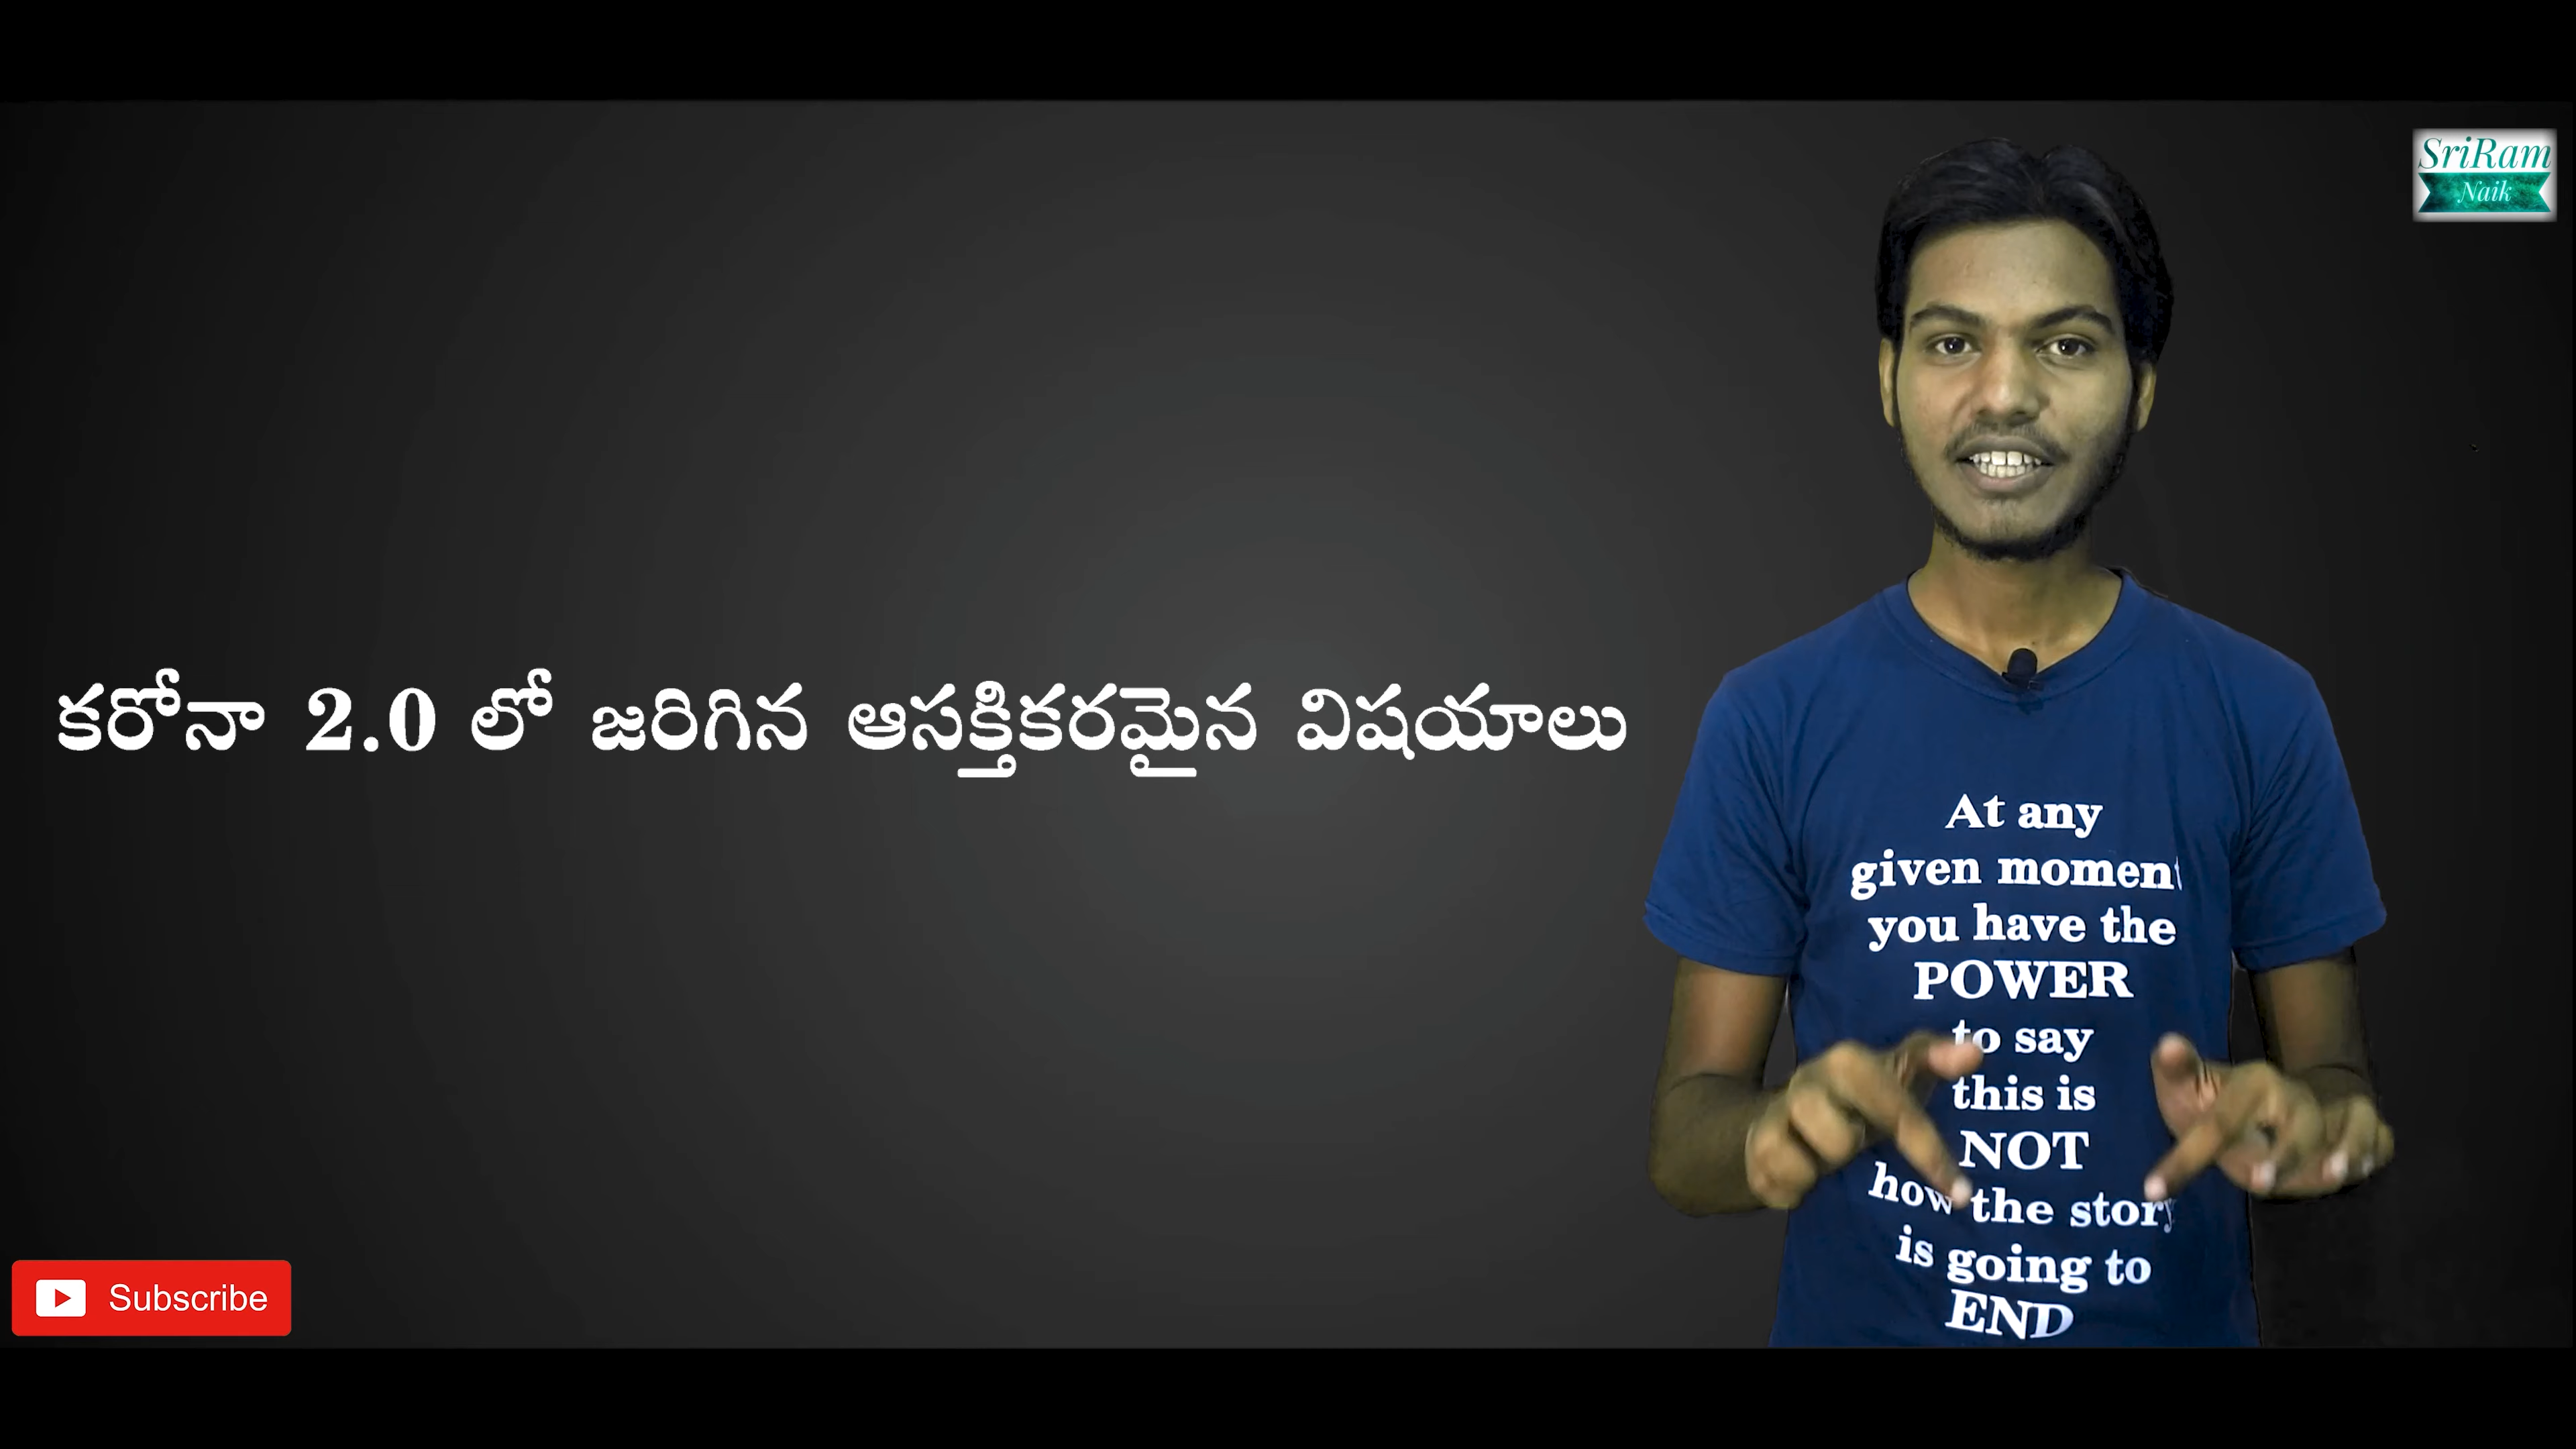 SriRam
Naik
కరోనా 2.0 లో జరిగిన ఆసక్తికరమైన విషయాలు
At any
given moment
you have the
POWER
to say
this is
NOT
how the story
is going to
END
Subscribe